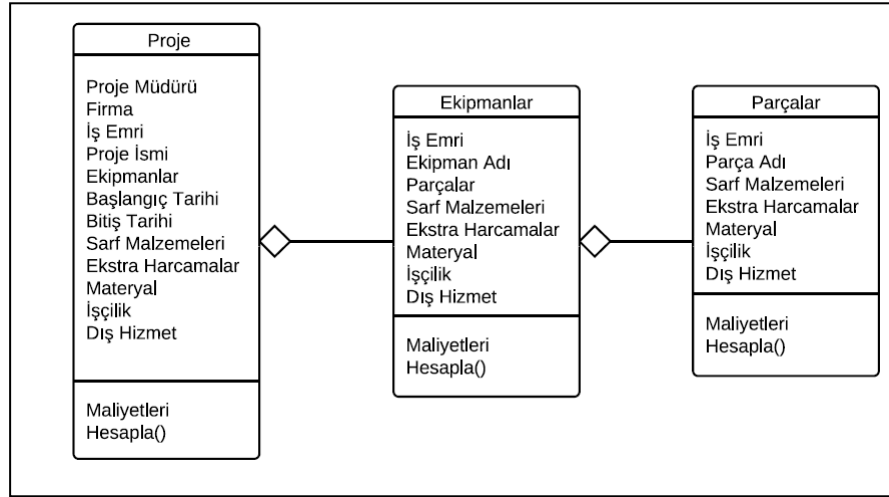 Proje
Proje Müdürü
Firma
İş Emri
Proje İsmi
Ekipmanlar
Başlangıç Tarihi
Bitiş Tarihi
Sarf Malzemeleri
Ekstra Harcamalar
Materyal
İşçilik
Dış Hizmet
Maliyetleri
Hesapla()
Ekipmanlar
İş Emri
Ekipman Adı
Parçalar
Sarf Malzemeleri
Ekstra Harcamalar
Materyal
İşçilik
Dış Hizmet
Maliyetleri
Hesapla()
Parçalar
İş Emri
Parça Adı
Sarf Malzemeleri
Ekstra Harcamalar
Materyal
İşçilik
Dış Hizmet
Maliyetleri
Hesapla()